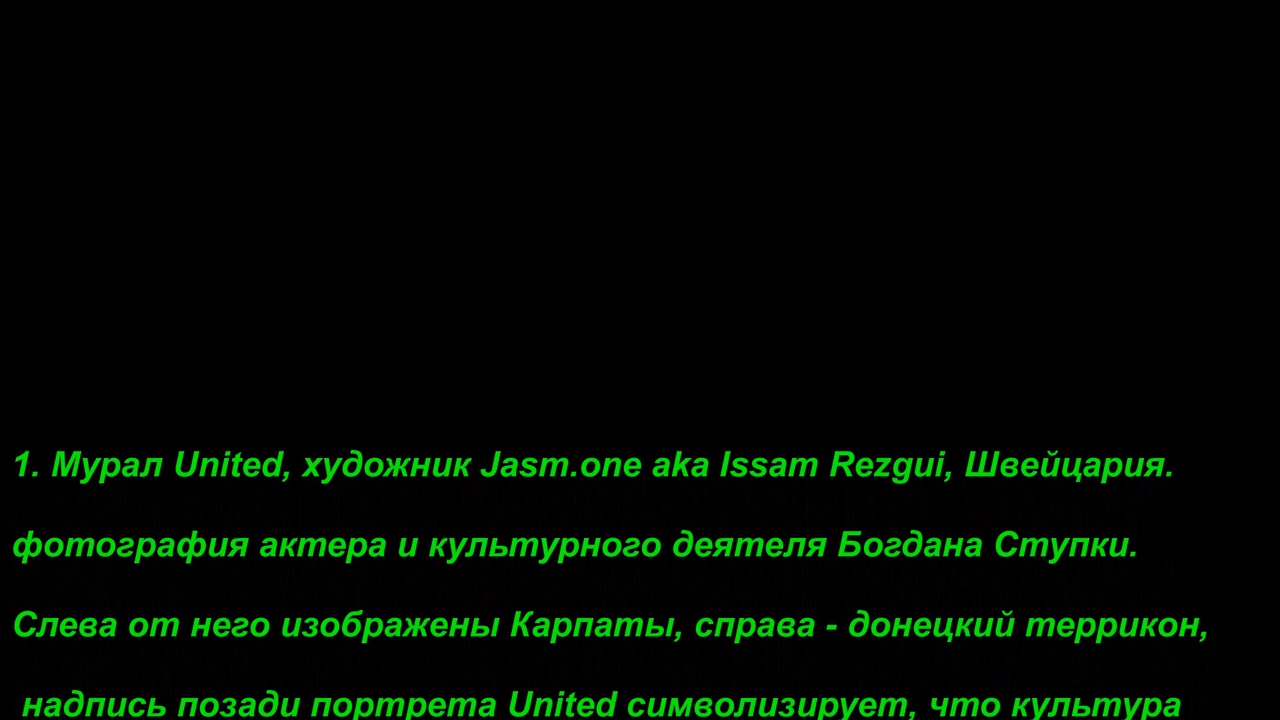 1. Мурал United, художник Jasm.one aka Issam Rezgui, Швейцария.
фотография актера и культурного деятеля Богдана Ступки.
Слева от него изображены Карпаты, справа - донецкий террикон,
надпись позади портрета United символизирует, что культура